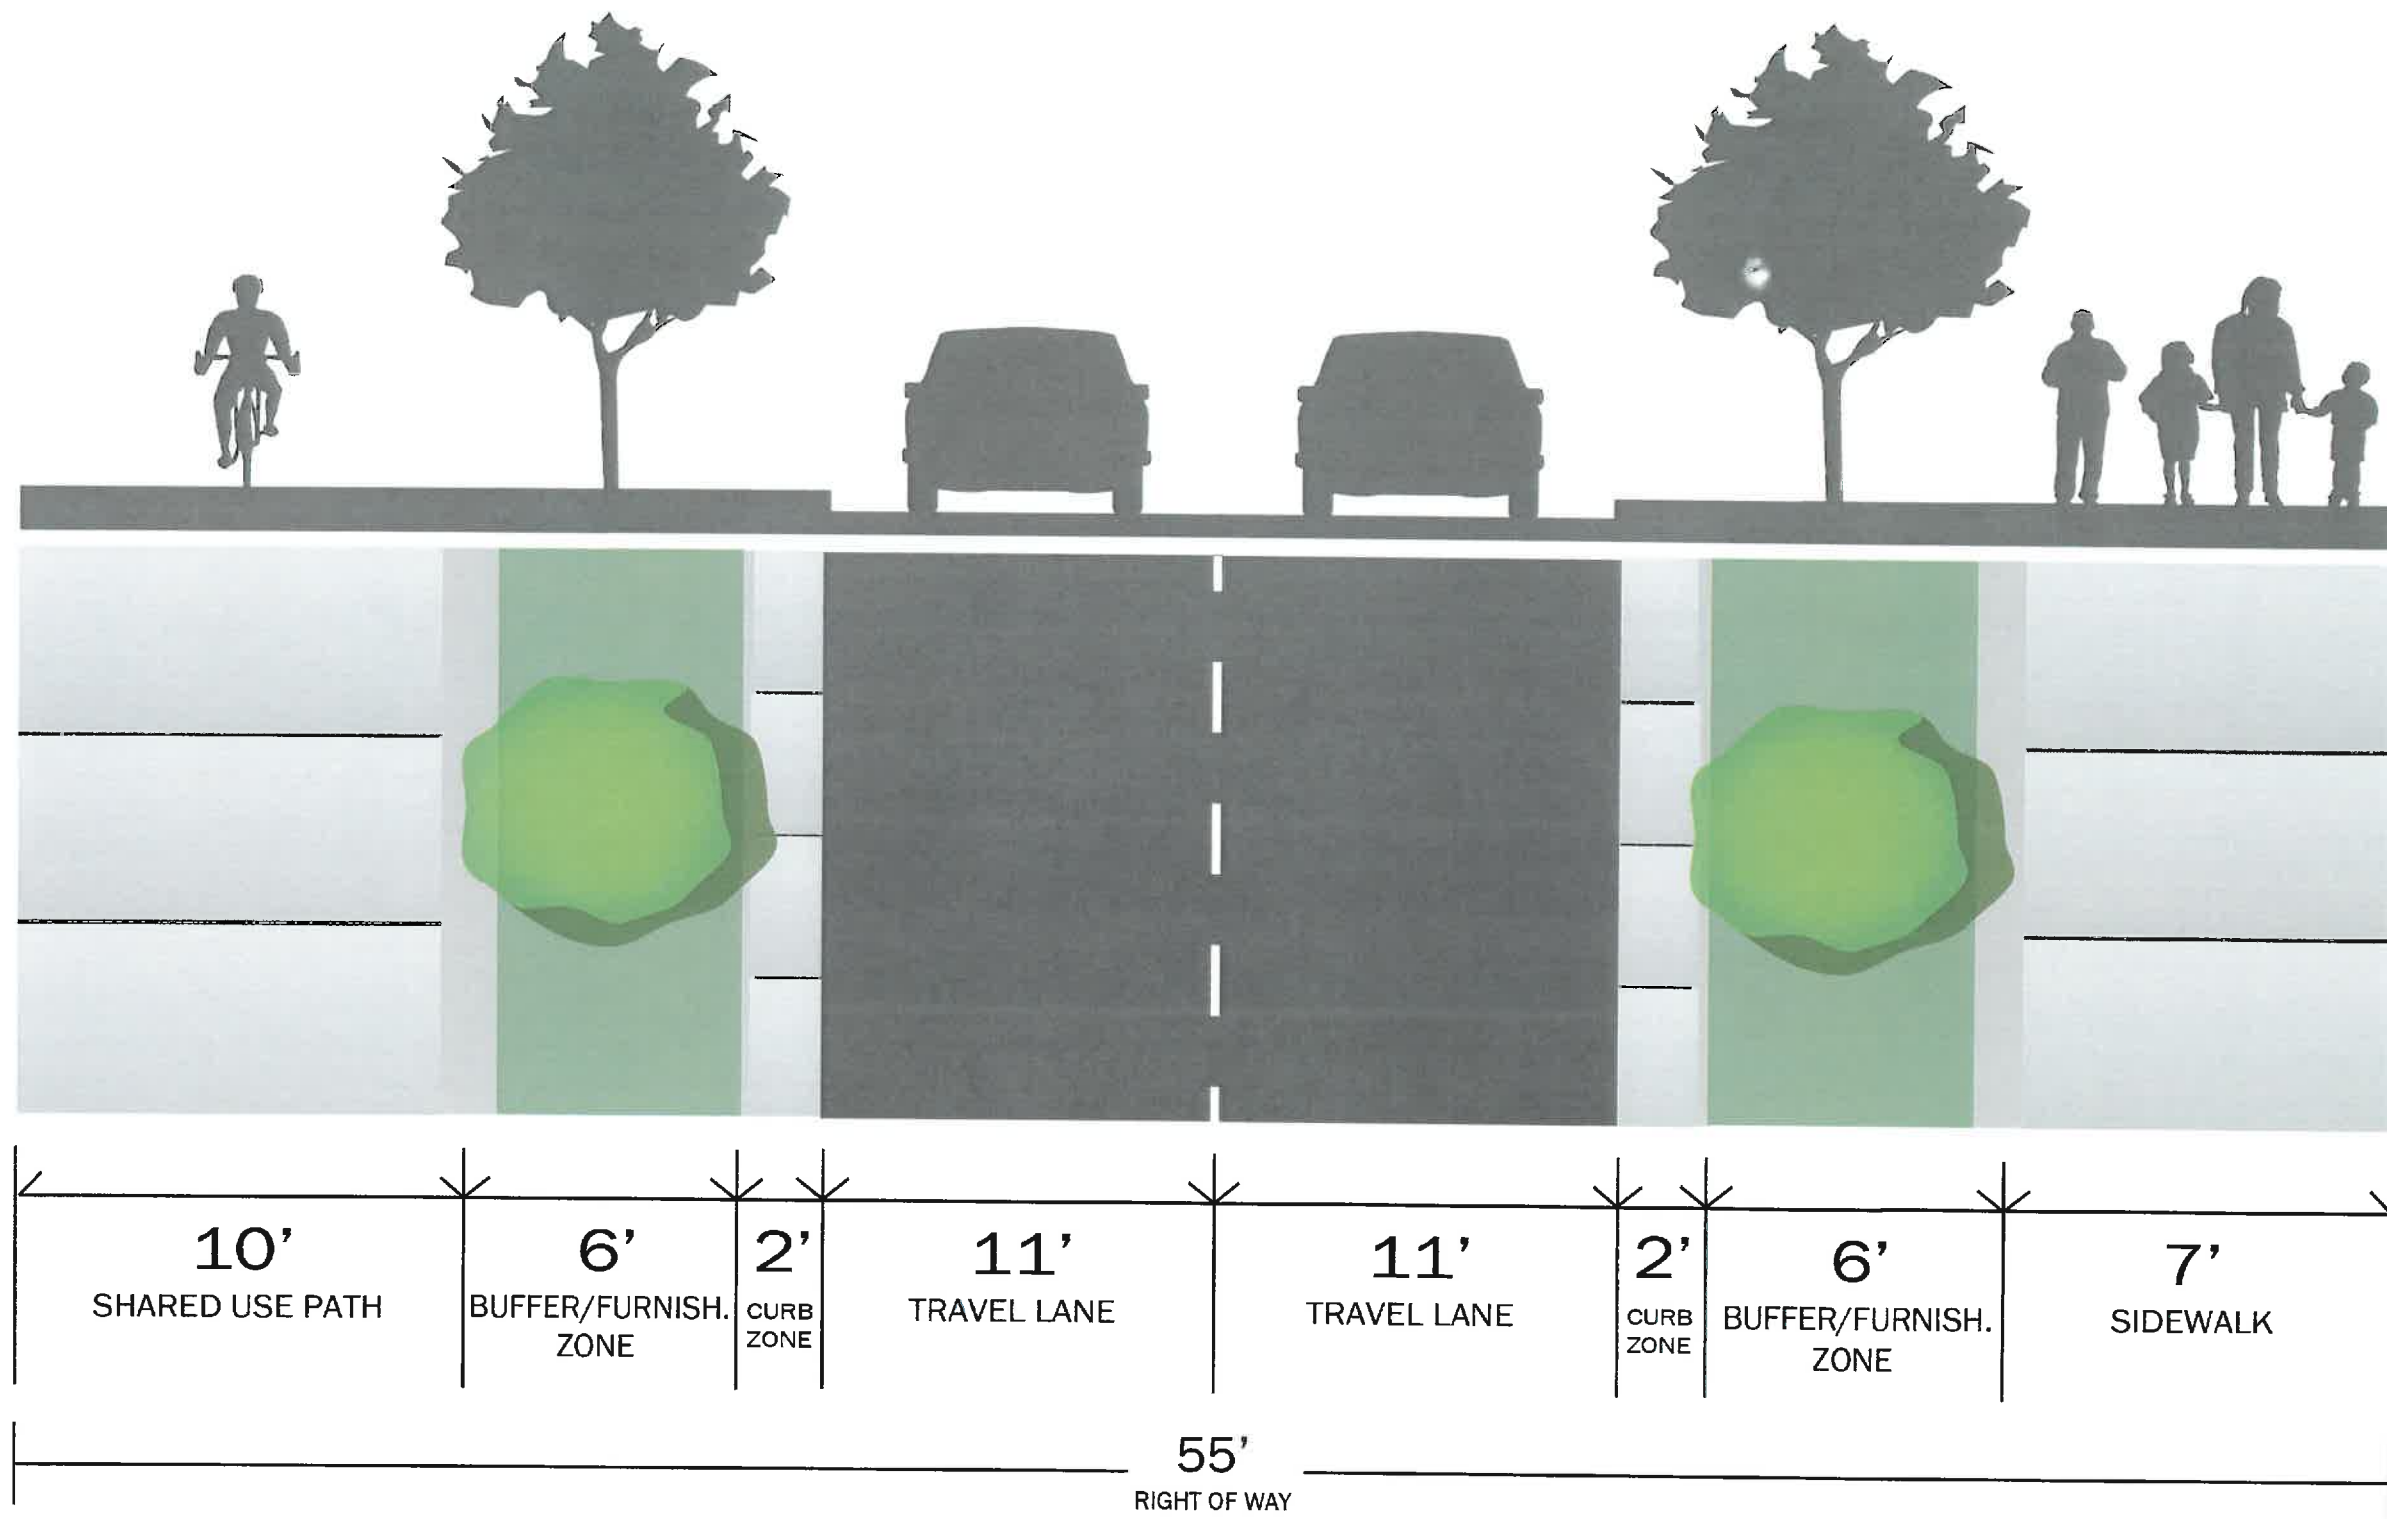 10'
SHARED USE PATH
6'
BUFFER/FURNISH.
ZONE
2'
CURB
ZONE
11'
TRAVEL LANE
11'
TRAVEL LANE
2'
CURB
ZONE
6'
BUFFER/FURNISH.
ZONE
7'
SIDEWALK
55'
RIGHT OF WAY